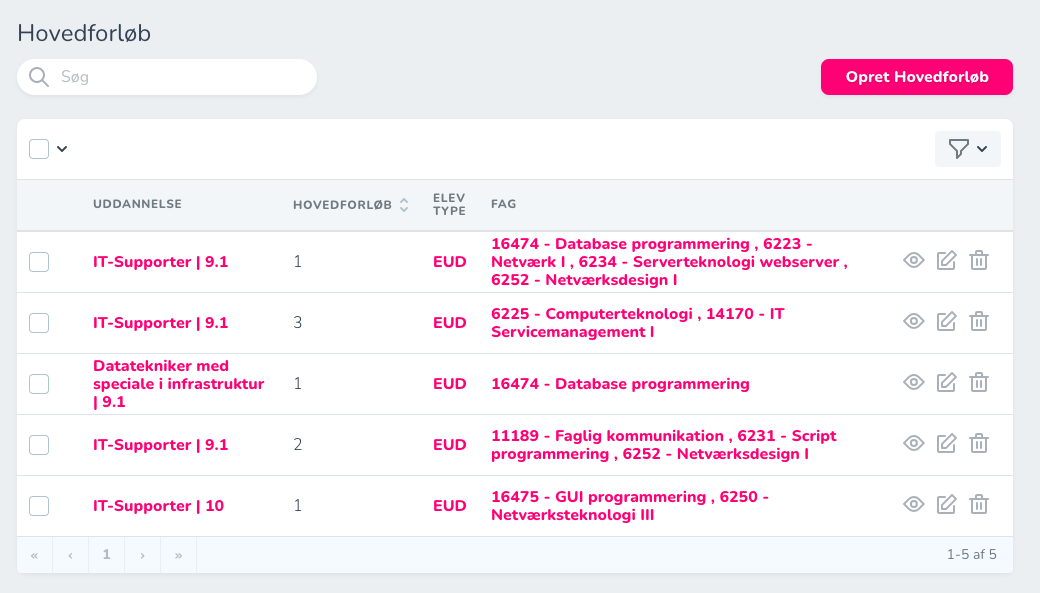 Hovedforløb
Søg
Opret Hovedforløb
UDDANNELSE HOVEDFORLØB ELEV TYPE FAG
IT-Supporter | 9.1 1 EUD 16474 - Database programmering , 6223 -
Netværk I , 6234 - Serverteknologi webserver ,
6252 - Netværksdesign I
IT-Supporter | 9.1 3 EUD 6225 - Computerteknologi , 14170 - IT
Servicemanagement I
Datatekniker med
speciale i infrastruktur
| 9.1 1 EUD 16474 - Database programmering
IT-Supporter | 9.1 2 EUD 11189 - Faglig kommunikation , 6231 - Script
programmering , 6252 - Netværksdesign I
IT-Supporter | 10 1 EUD 16475 - GUI programmering , 6250 -
Netværksteknologi III
« ‹ 1 › » 1-5 af 5